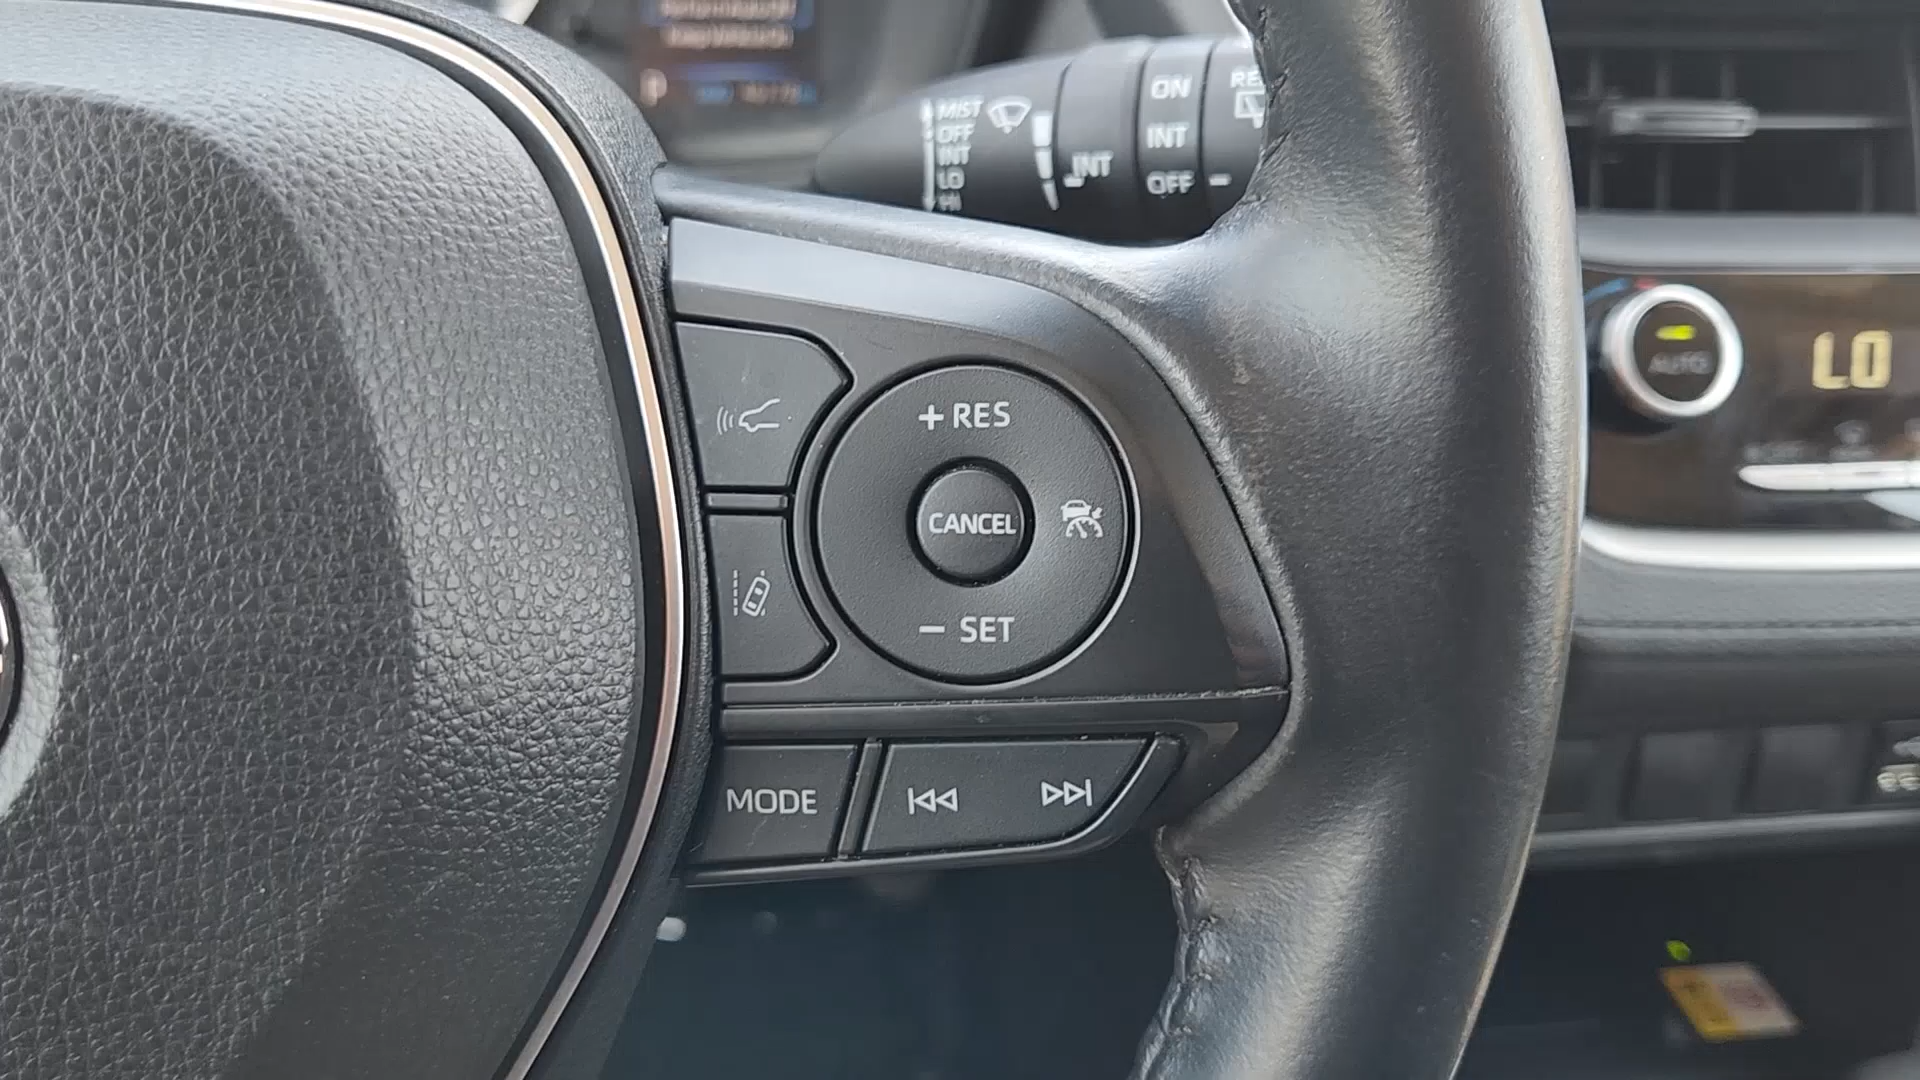 MIST
OFF
INT
LO
HI
INT
ON
INT
OFF
+ RES
CANCEL
− SET
MODE
AUTO
LO